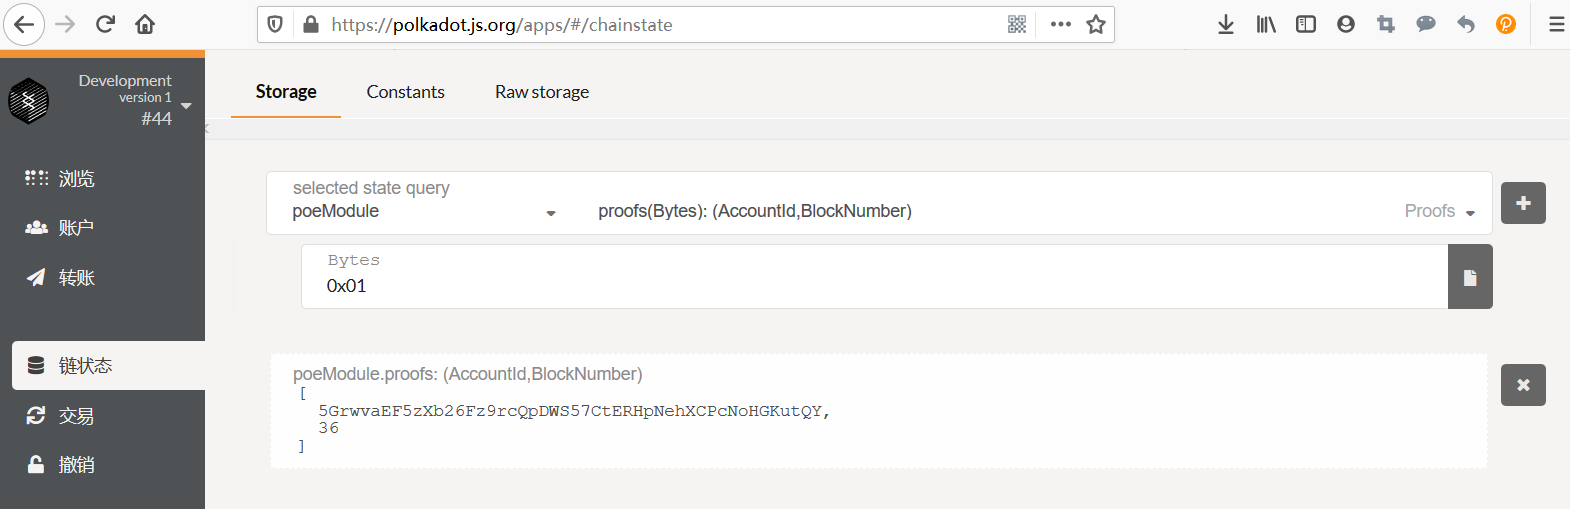 https://polkadot.js.org/apps/#/chainstate
Development
version 1
#44
Storage
Constants
Raw storage
浏览
账户
转账
链状态
交易
撤销
selected state query
poeModule
proofs(Bytes): (AccountId,BlockNumber)
Proofs
Bytes
0x01
poeModule.proofs: (AccountId,BlockNumber)
[
5GrwvaEF5zXb26Fz9rcQpDWS57CtERHpNehXCPcNoHGKutQY,
36
]